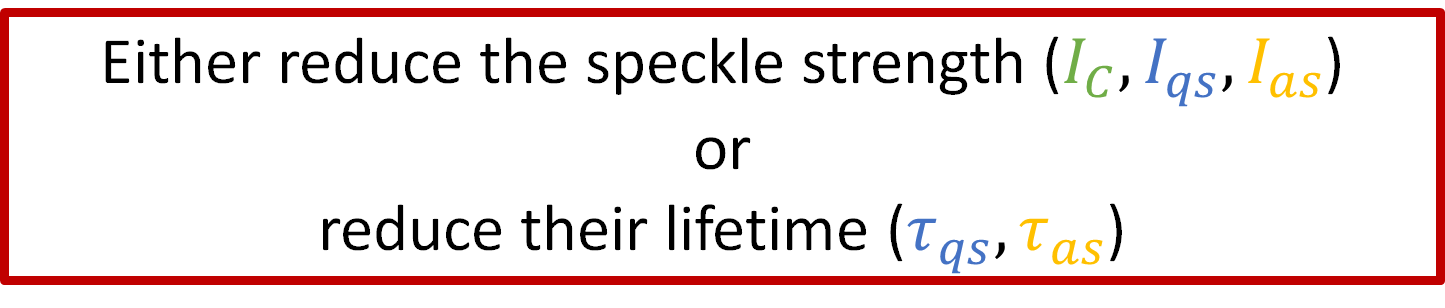 Either reduce the speckle strength (I_C, I_qs, I_as)
or
reduce their lifetime (τ_qs, τ_as)